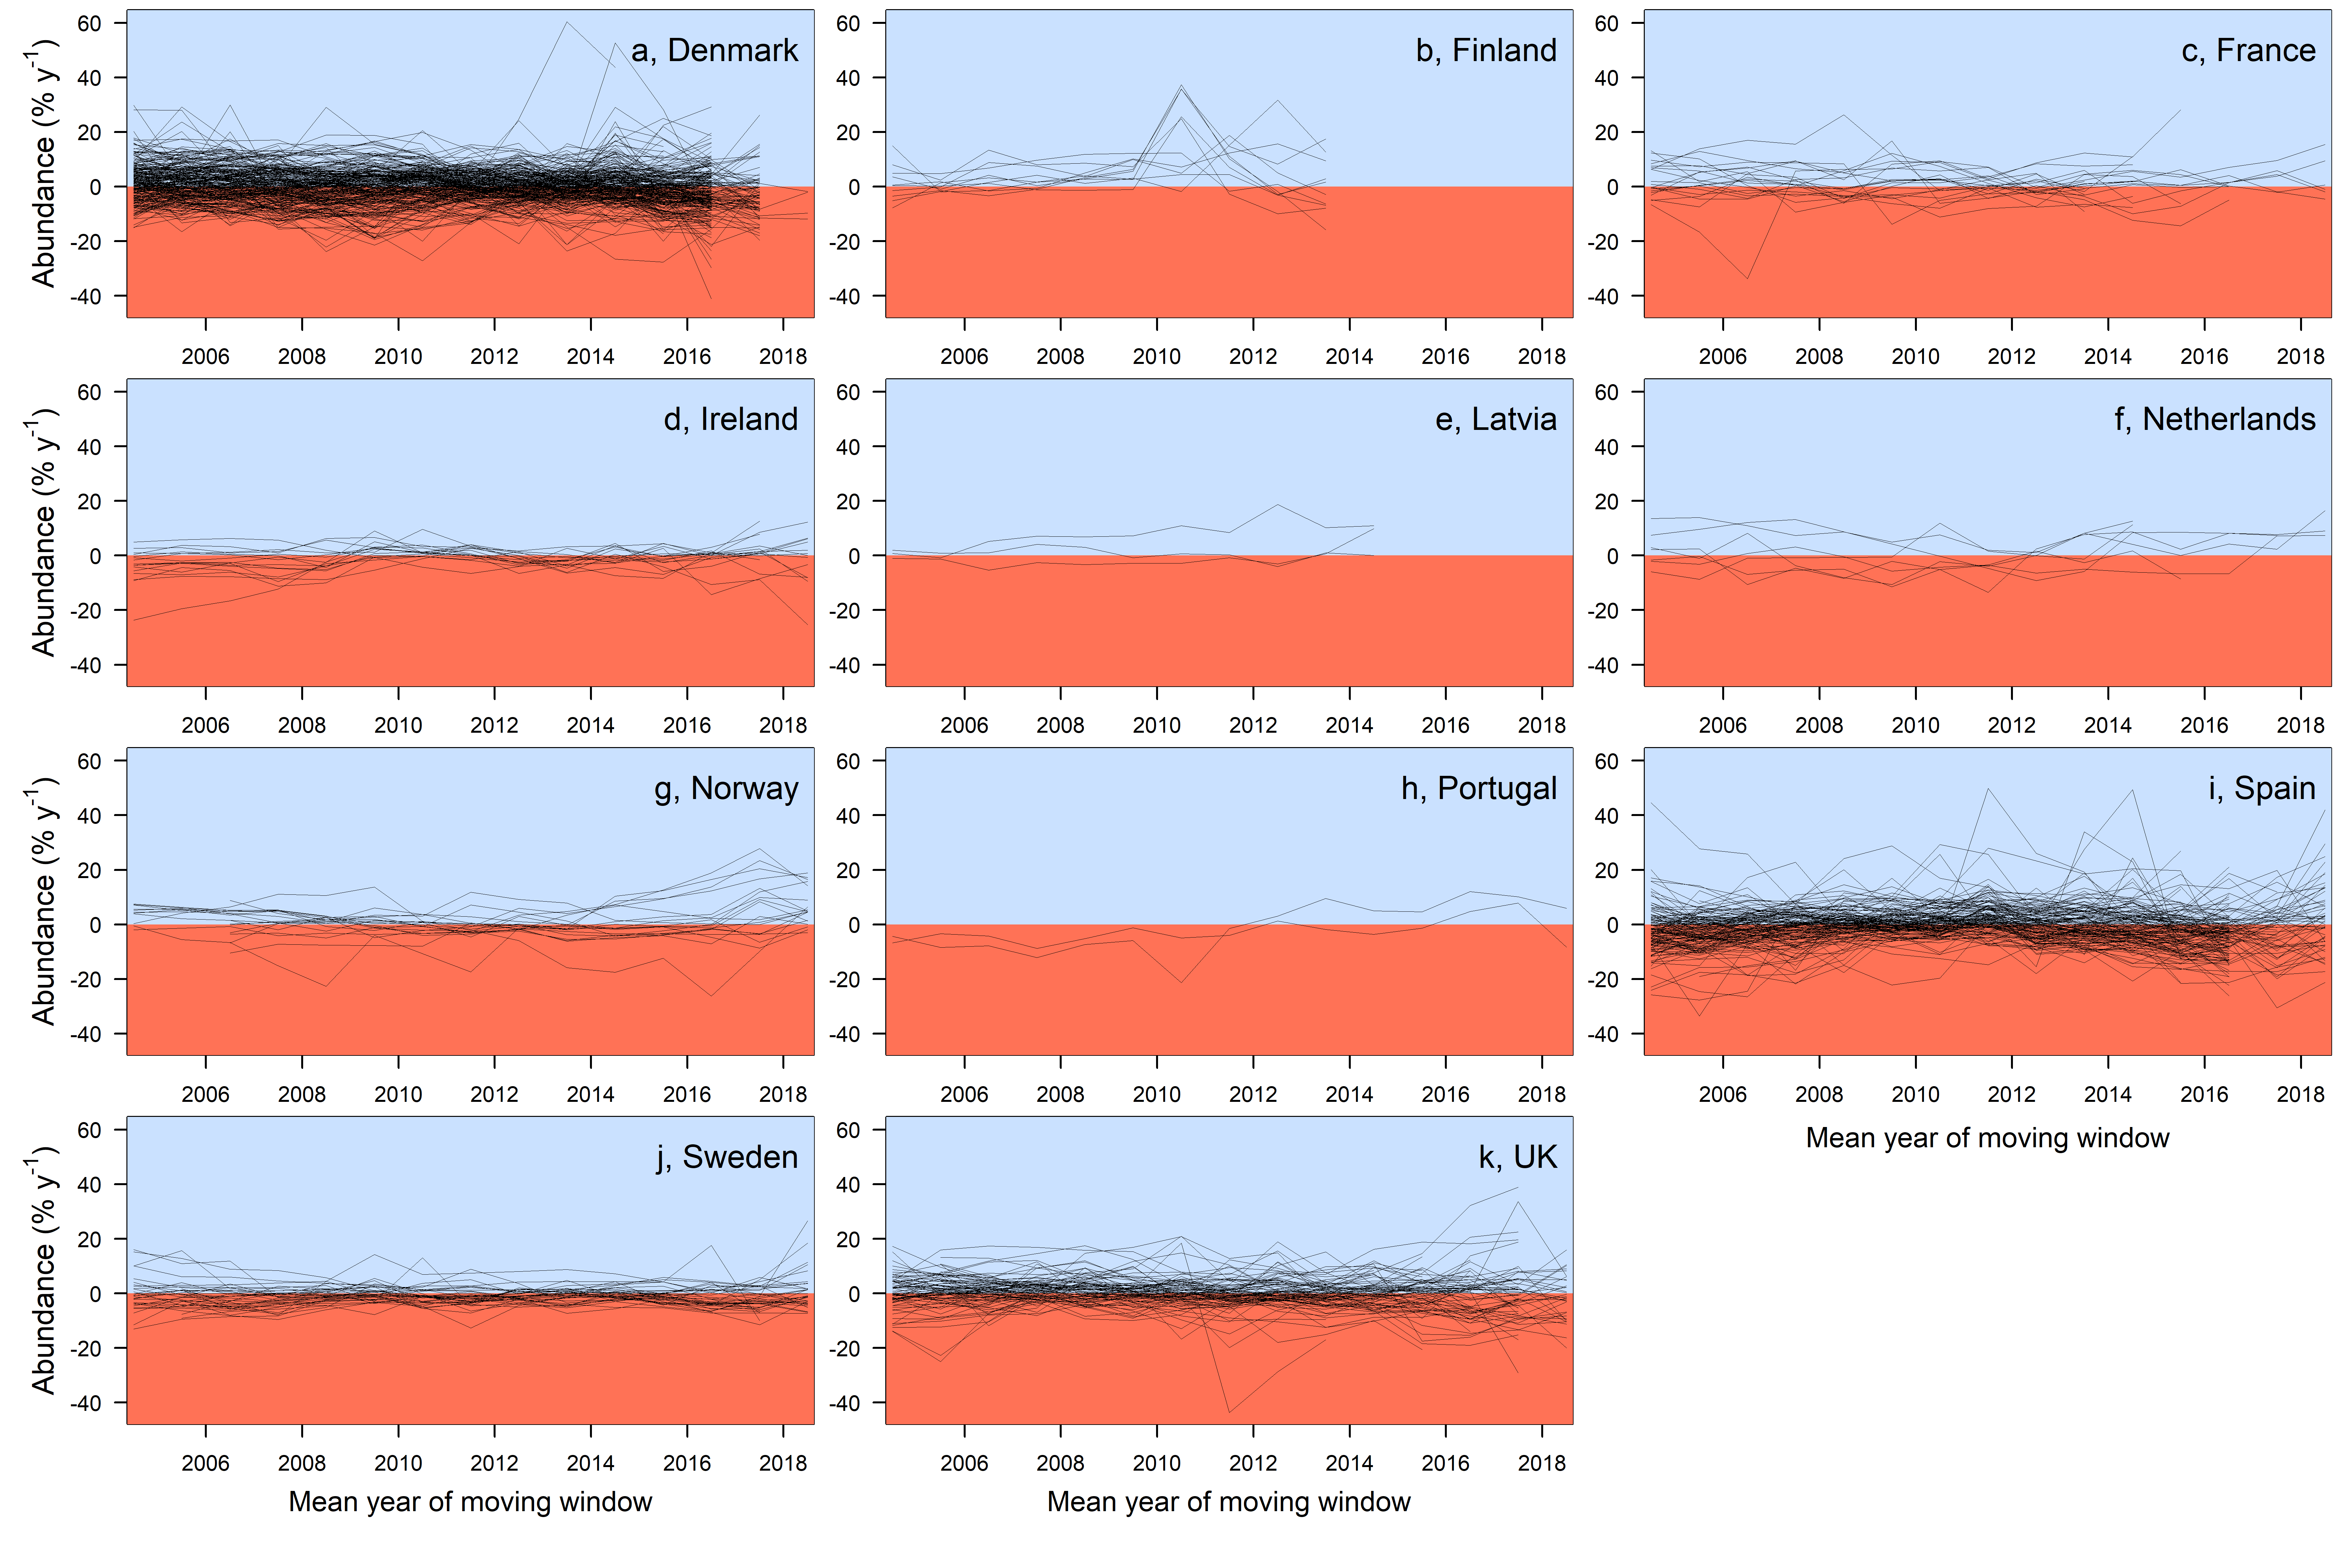 Abundance (% y-1)
60
40
20
0
-20
-40
a, Denmark
2006 2008 2010 2012 2014 2016 2018
60
40
20
0
-20
-40
b, Finland
2006 2008 2010 2012 2014 2016 2018
60
40
20
0
-20
-40
c, France
2006 2008 2010 2012 2014 2016 2018
Abundance (% y-1)
60
40
20
0
-20
-40
d, Ireland
2006 2008 2010 2012 2014 2016 2018
60
40
20
0
-20
-40
e, Latvia
2006 2008 2010 2012 2014 2016 2018
60
40
20
0
-20
-40
f, Netherlands
2006 2008 2010 2012 2014 2016 2018
Abundance (% y-1)
60
40
20
0
-20
-40
g, Norway
2006 2008 2010 2012 2014 2016 2018
60
40
20
0
-20
-40
h, Portugal
2006 2008 2010 2012 2014 2016 2018
60
40
20
0
-20
-40
i, Spain
2006 2008 2010 2012 2014 2016 2018
Mean year of moving window
Abundance (% y-1)
60
40
20
0
-20
-40
j, Sweden
2006 2008 2010 2012 2014 2016 2018
Mean year of moving window
60
40
20
0
-20
-40
k, UK
2006 2008 2010 2012 2014 2016 2018
Mean year of moving window